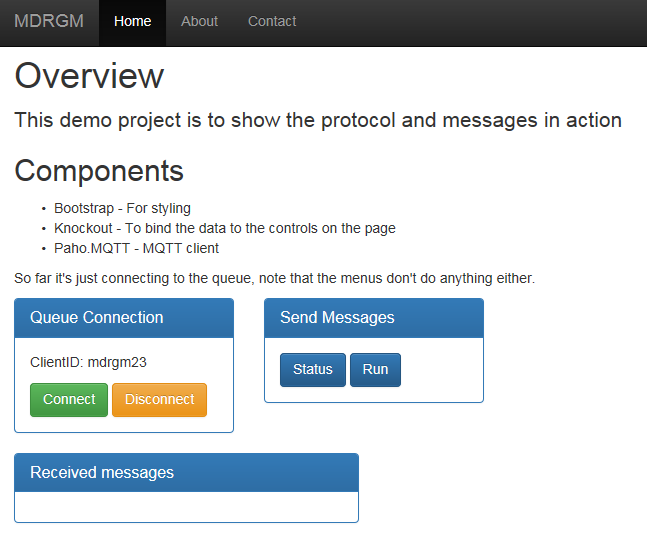 MDRGM Home About Contact
Overview
This demo project is to show the protocol and messages in action
Components
• Bootstrap - For styling
• Knockout - To bind the data to the controls on the page
• Paho.MQTT - MQTT client
So far it's just connecting to the queue, note that the menus don't do anything either.
Queue Connection
ClientID: mdrgm23
Connect Disconnect
Send Messages
Status Run
Received messages